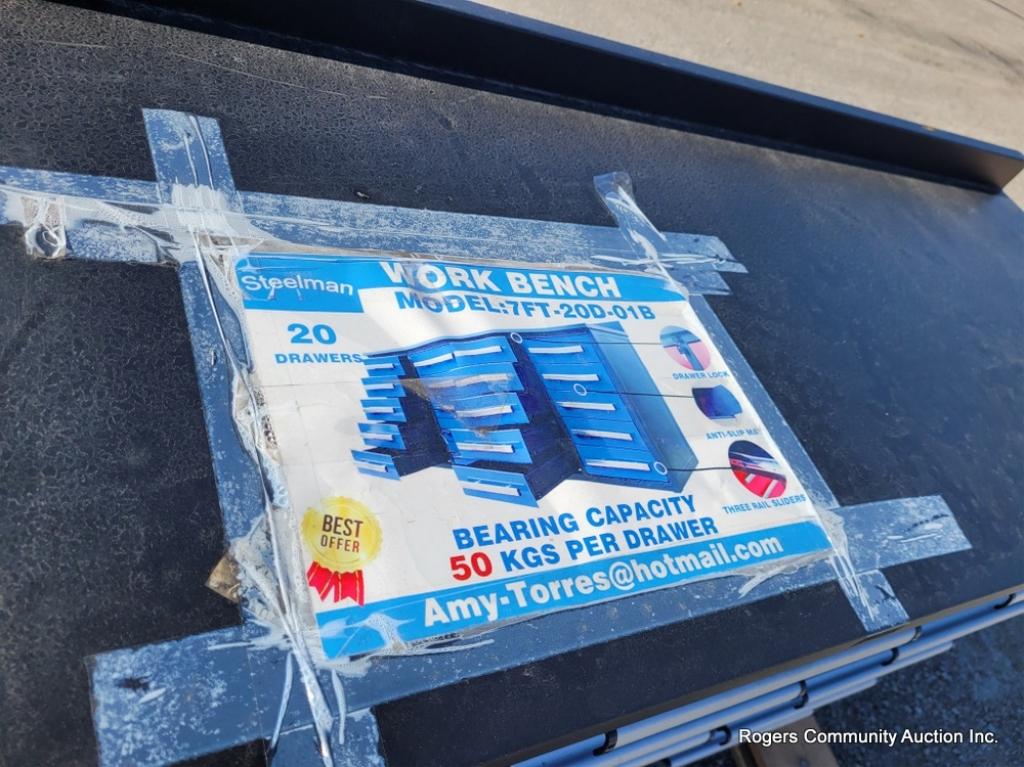 Steelman
WORK BENCH
MODEL:7FT-20D-01B
20
DRAWERS
DRAWER LOCK
ANTI-SLIP MAT
THREE RAIL SLIDERS
BEST
OFFER
BEARING CAPACITY
50 KGS PER DRAWER
Amy-Torres@hotmail.com
Rogers Community Auction Inc.